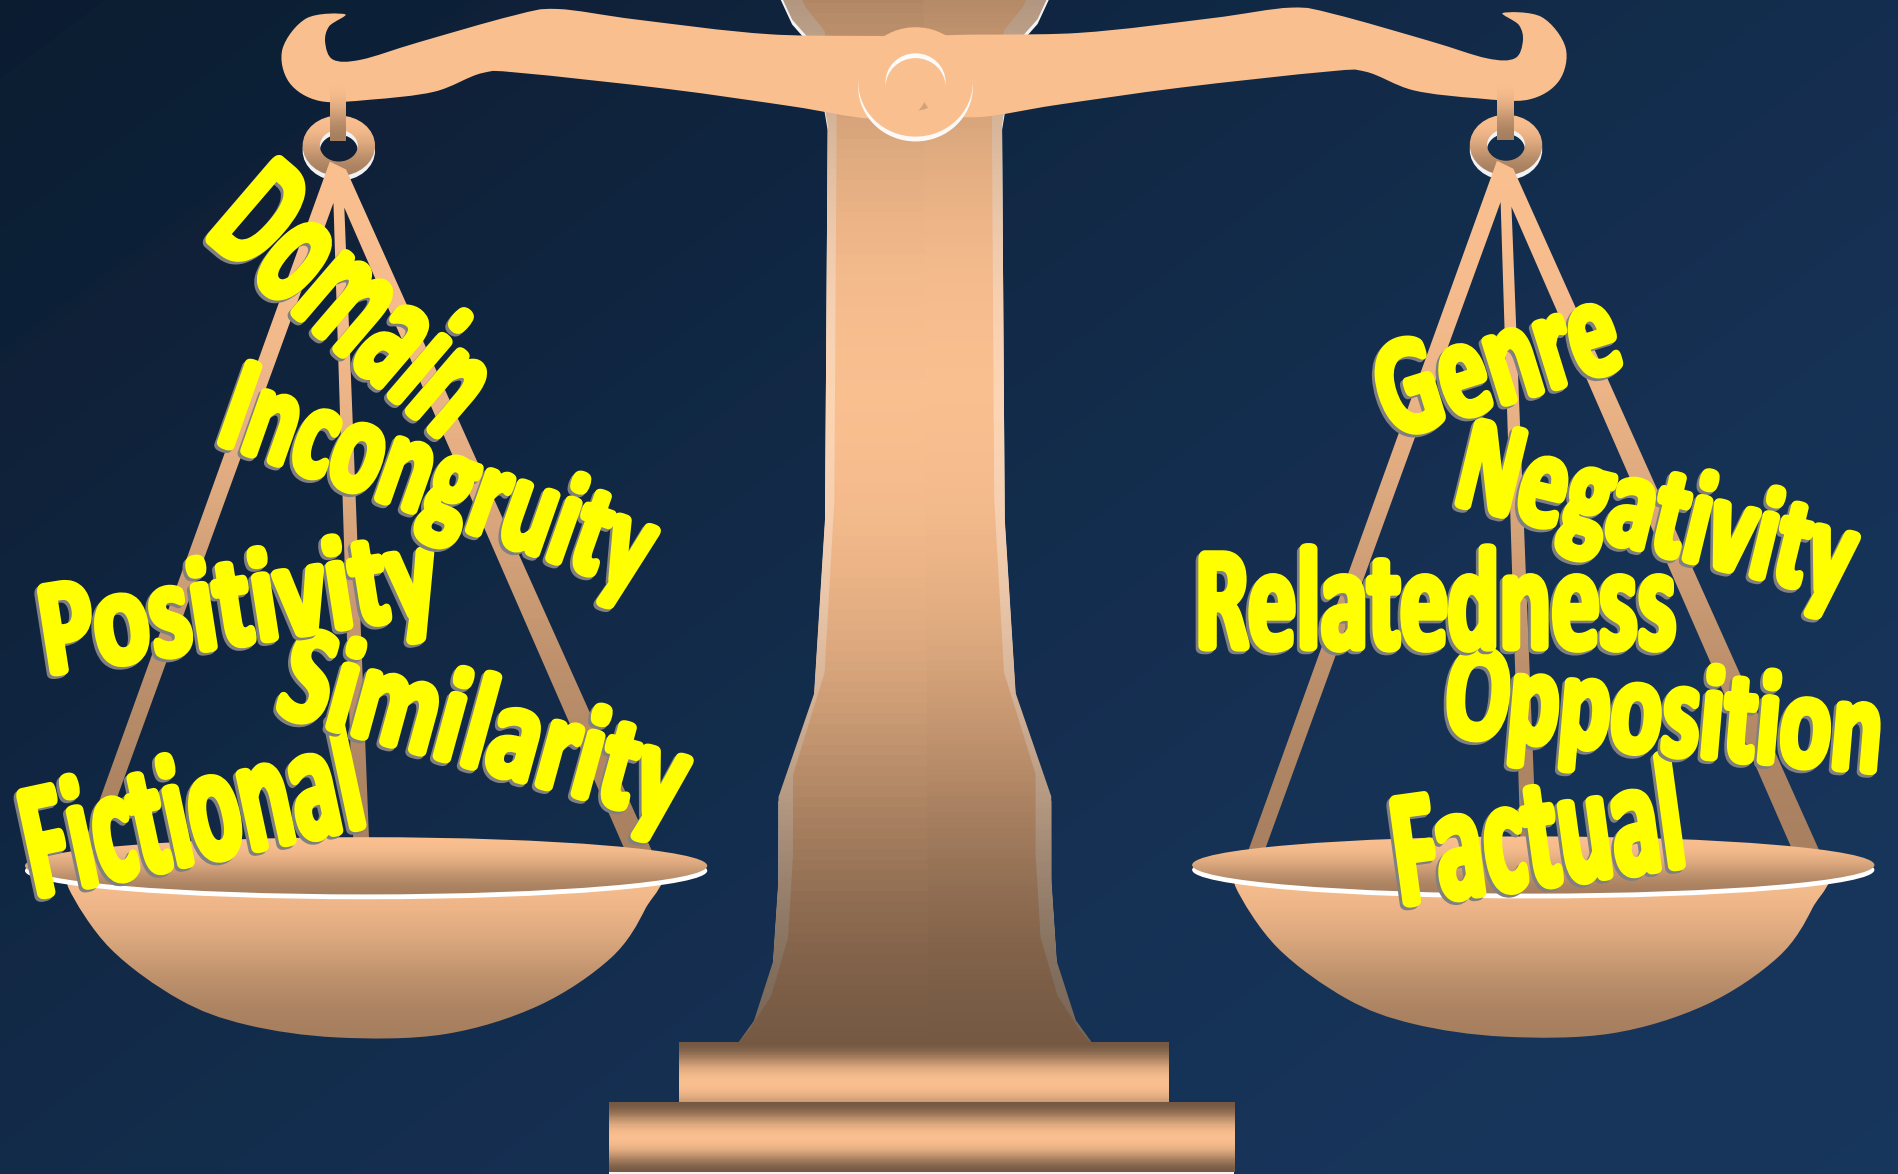 Domain
Incongruity
Positivity
Similarity
Fictional
Genre
Negativity
Relatedness
Opposition
Factual